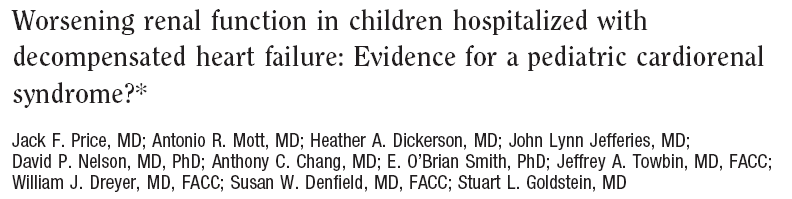 Worsening renal function in children hospitalized with
decompensated heart failure: Evidence for a pediatric cardiorenal
syndrome?*
Jack F. Price, MD; Antonio R. Mott, MD; Heather A. Dickerson, MD; John Lynn Jefferies, MD;
David P. Nelson, MD, PhD; Anthony C. Chang, MD; E. O’Brian Smith, PhD; Jeffrey A. Towbin, MD, FACC;
William J. Dreyer, MD, FACC; Susan W. Denfield, MD, FACC; Stuart L. Goldstein, MD